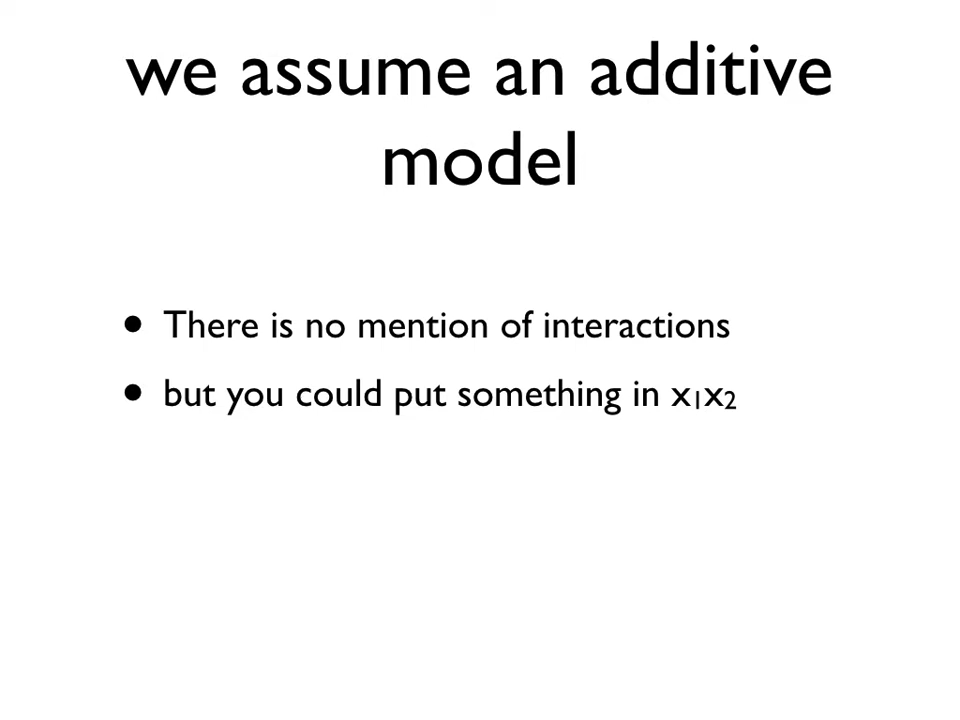 we assume an additive
model
• There is no mention of interactions
• but you could put something in x₁x₂